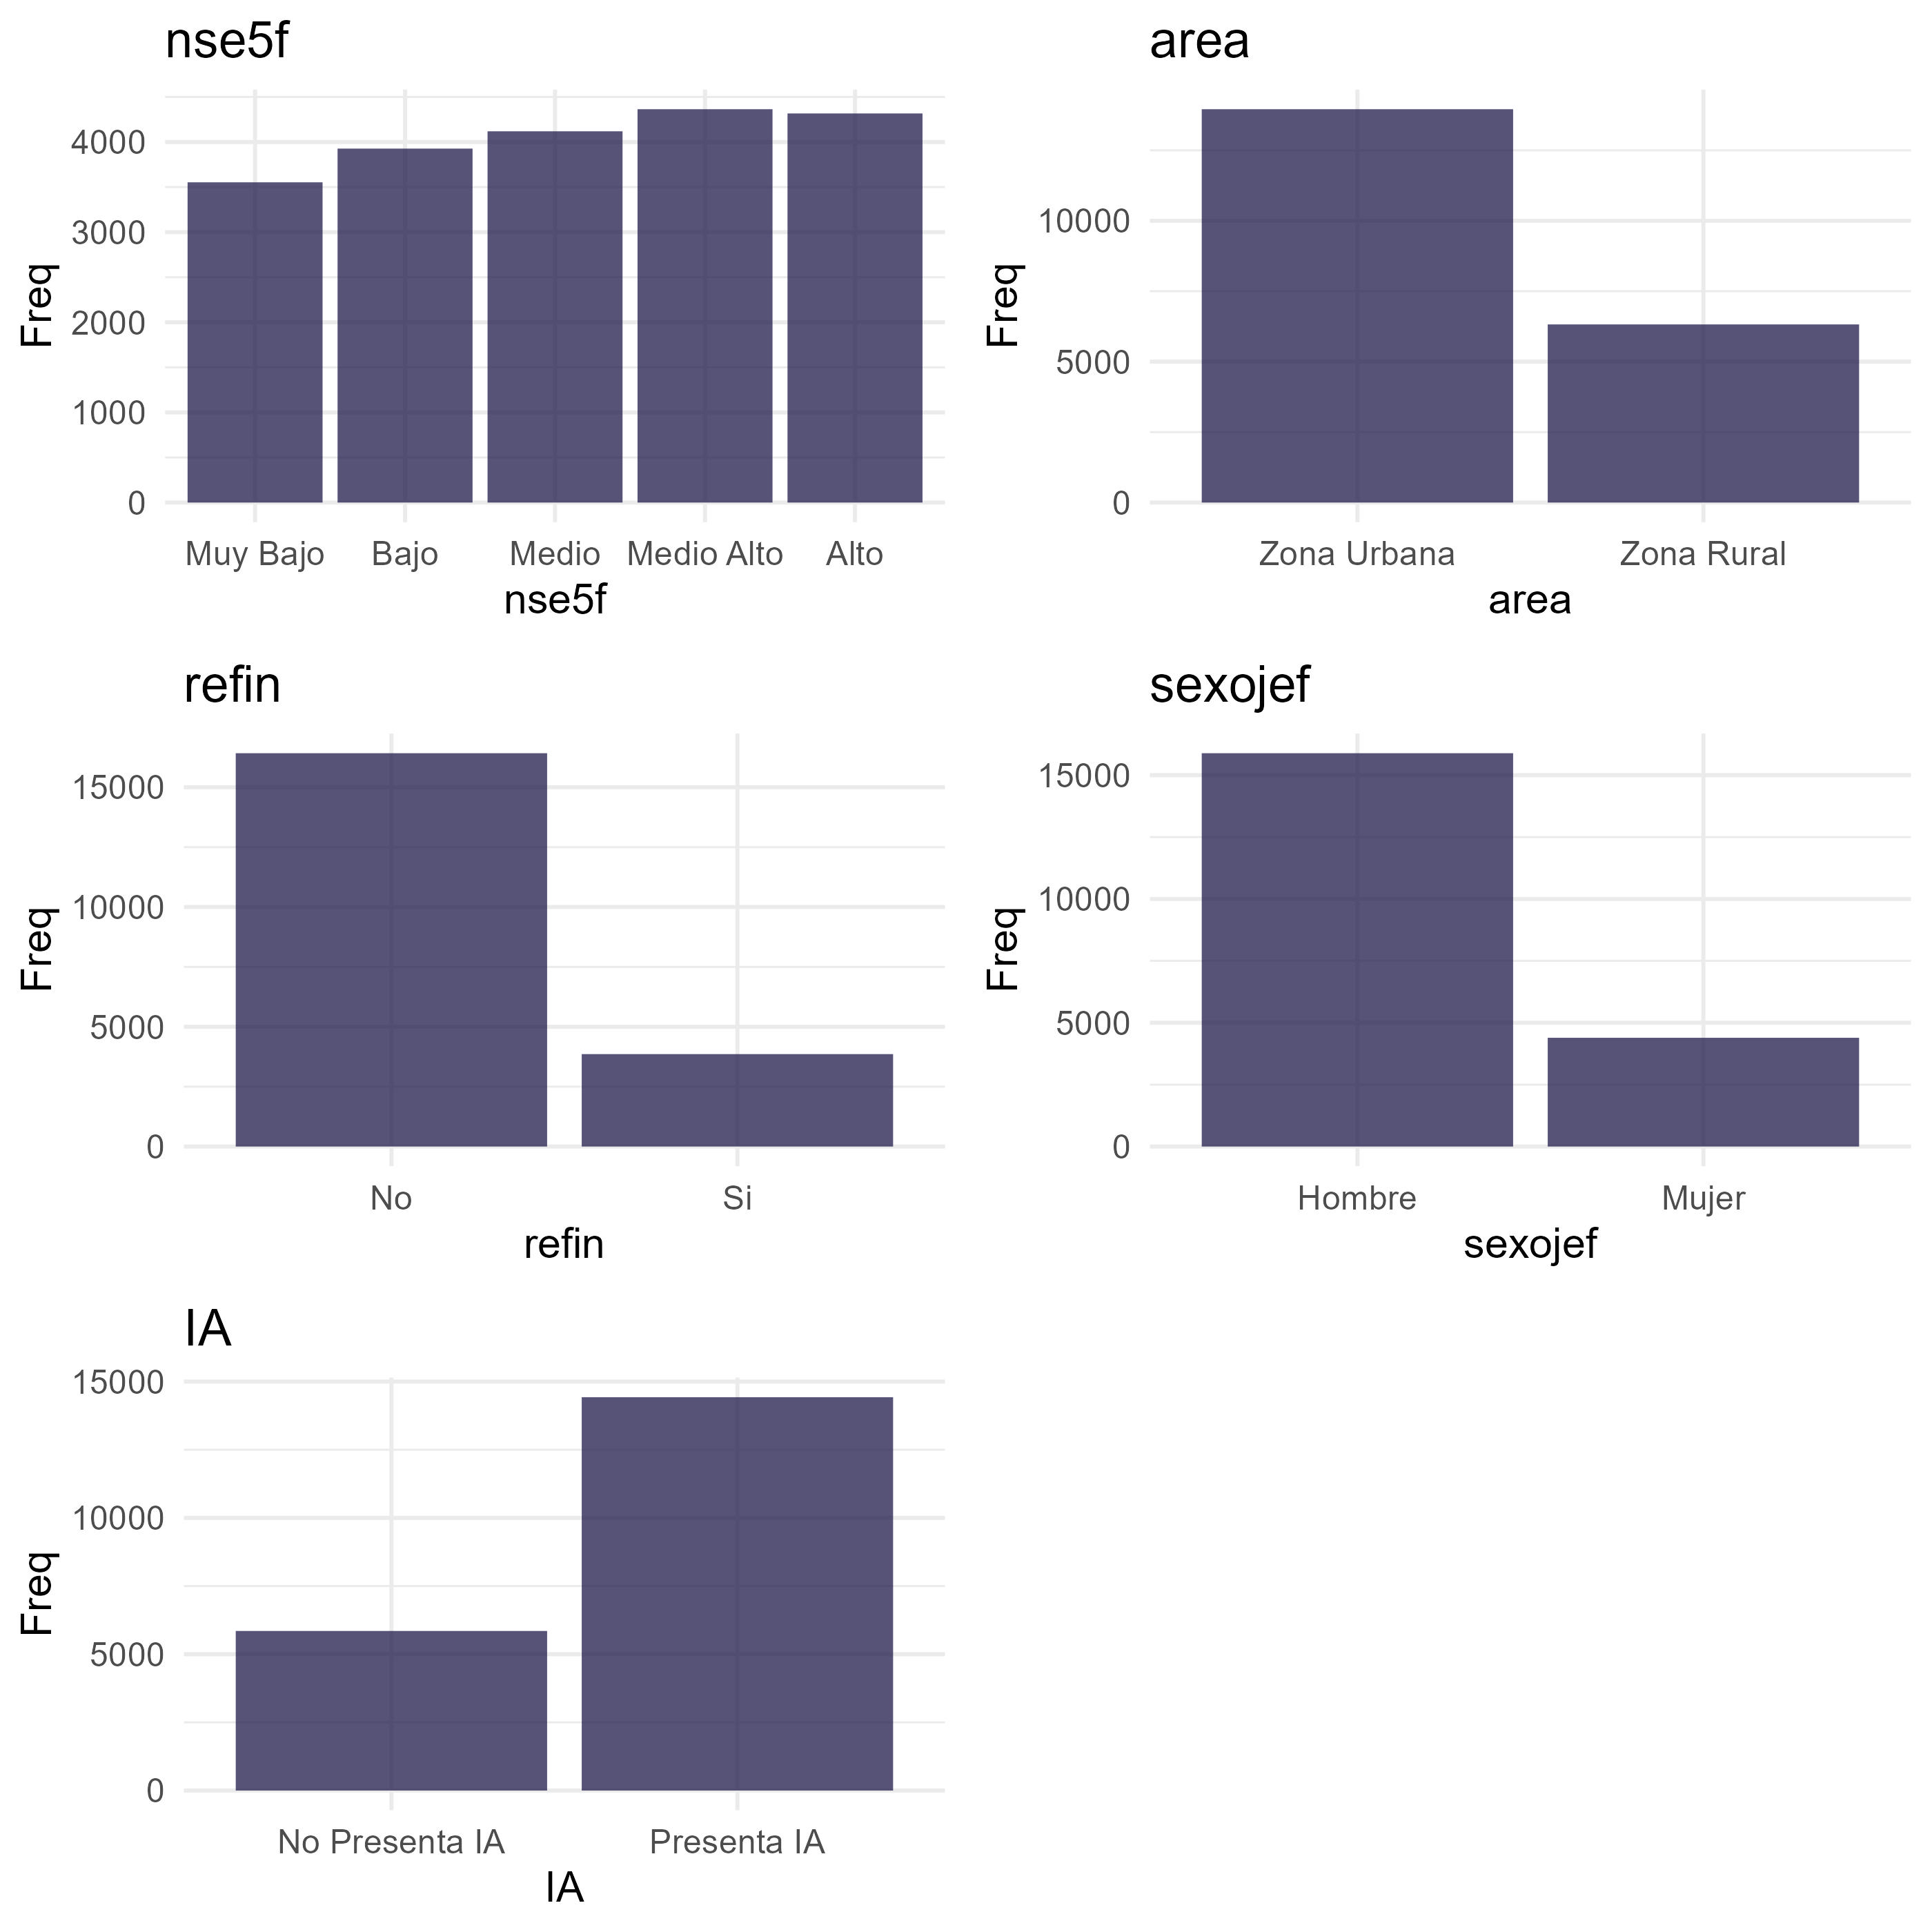 nse5f
Freq
4000
3000
2000
1000
0
Muy Bajo Bajo Medio Medio Alto Alto
nse5f
area
Freq
10000
5000
0
Zona Urbana Zona Rural
area
refin
Freq
15000
10000
5000
0
No Si
refin
sexojef
Freq
15000
10000
5000
0
Hombre Mujer
sexojef
IA
Freq
15000
10000
5000
0
No Presenta IA Presenta IA
IA